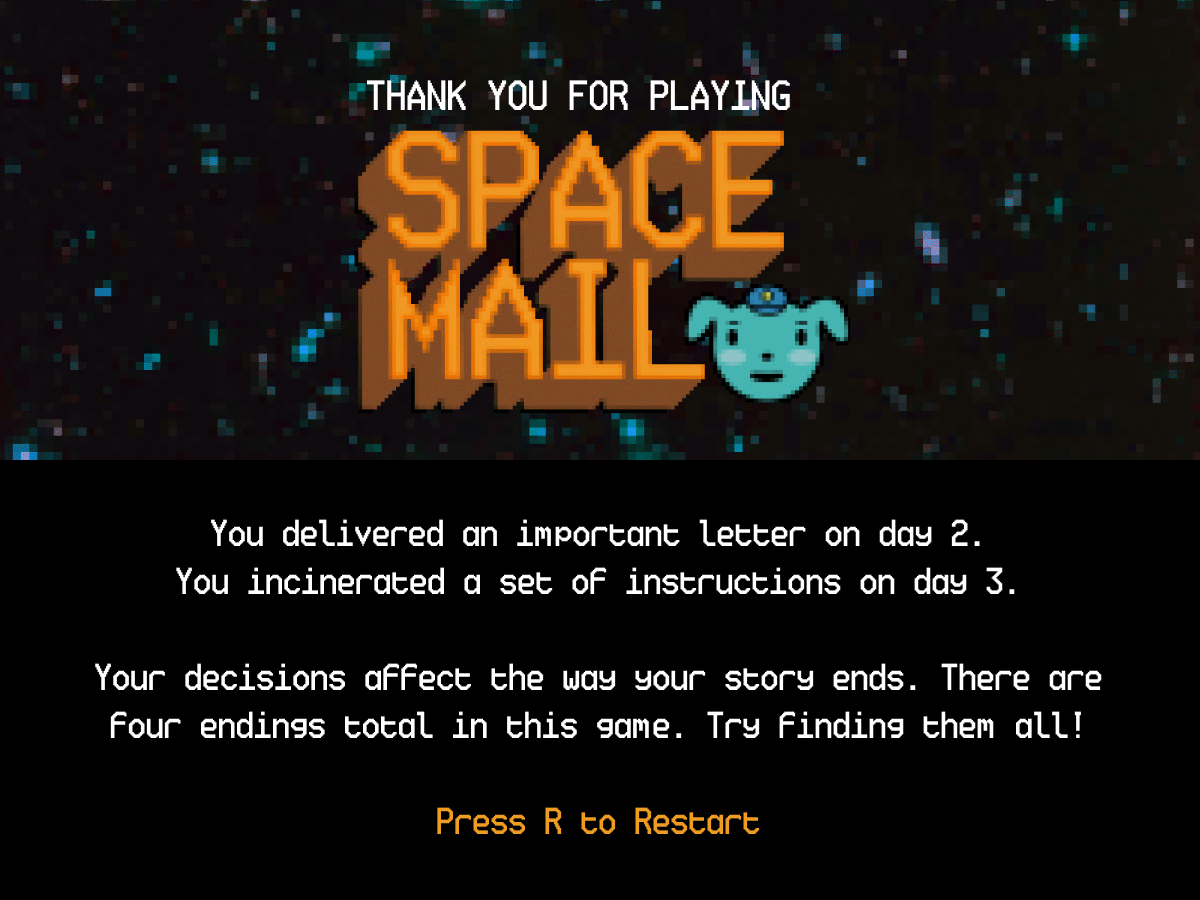 THANK YOU FOR PLAYING
SPACE
MAIL
You delivered an important letter on day 2.
You incinerated a set of instructions on day 3.
Your decisions affect the way your story ends. There are
four endings total in this game. Try finding them all!
Press R to Restart